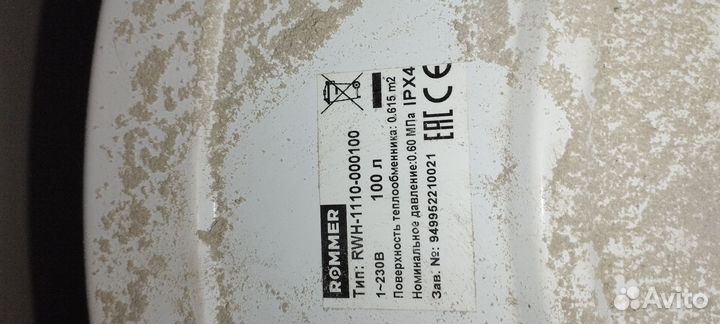 ROMMER
Тип: RWH-1110-000100
1~230В 100 л
Поверхность теплообменника: 0.615 m2
Номинальное давление:0.60 МПа IPX4
Зав. №: 949952210021
EAC CE
Avito